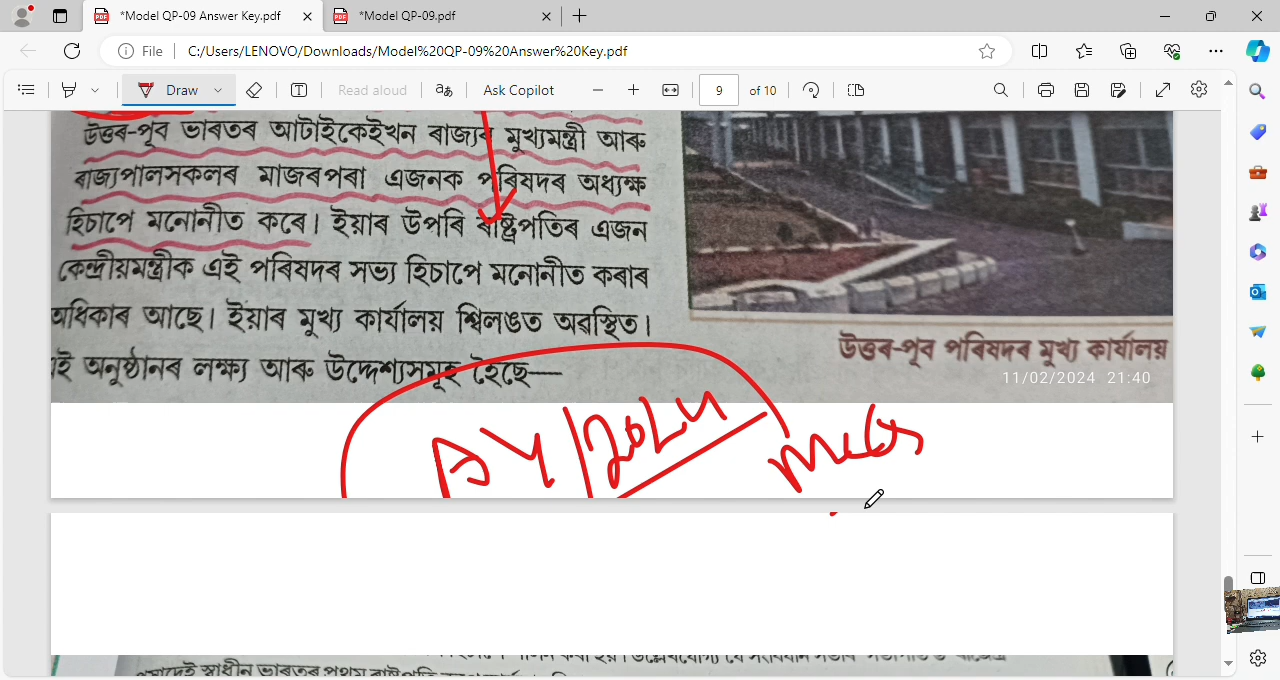 *Model QP-09 Answer Key.pdf
*Model QP-09.pdf
File
C:/Users/LENOVO/Downloads/Model%20QP-09%20Answer%20Key.pdf
Draw
Read aloud
Ask Copilot
9
of 10
উত্তৰ-পূব ভাৰতৰ আটাইকেইখন ৰাজ্যৰ মুখ্যমন্ত্ৰী আৰু
ৰাজ্যপালসকলৰ মাজৰপৰা এজনক পৰিষদৰ অধ্যক্ষ
হিচাপে মনোনীত কৰে। ইয়াৰ উপৰি ৰাষ্ট্ৰপতিৰ এজন
কেন্দ্ৰীয়মন্ত্ৰীক এই পৰিষদৰ সভ্য হিচাপে মনোনীত কৰাৰ
অধিকাৰ আছে। ইয়াৰ মুখ্য কাৰ্যালয় শ্বিলঙত অৱস্থিত।
ই অনুষ্ঠানৰ লক্ষ্য আৰু উদ্দেশ্যসমূহ হৈছে—
উত্তৰ-পূব পৰিষদৰ মুখ্য কাৰ্যালয়
11/02/2024 21:40
স্বাধীন ভাৰতৰ প্ৰথম